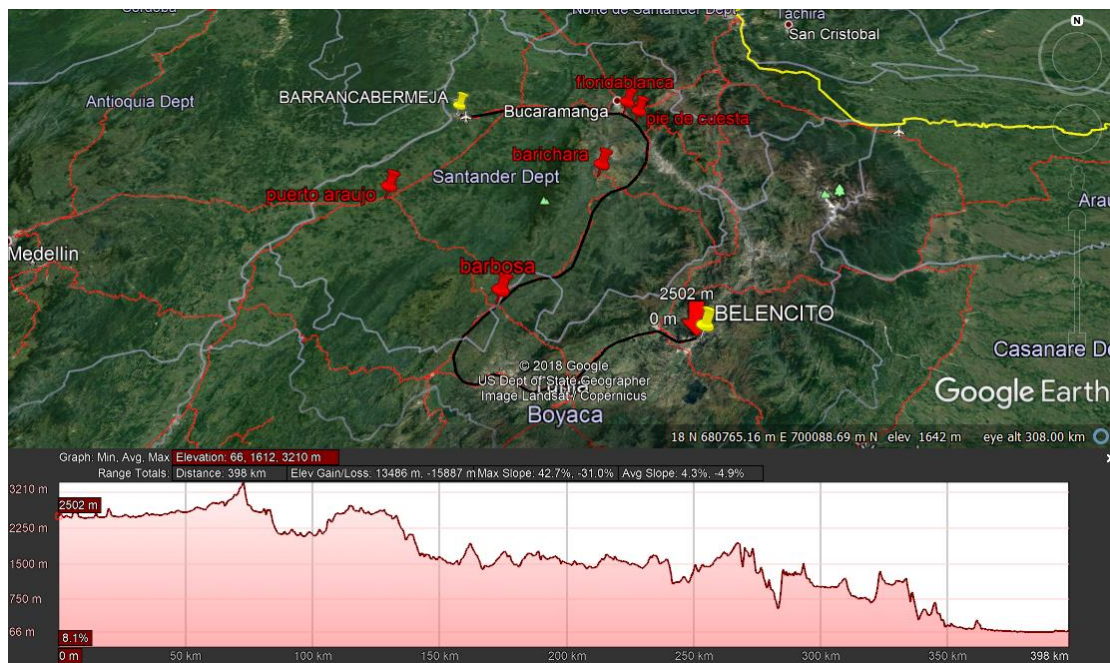 Cordoba
Norte de Santander Dept
Tachira
San Cristobal
Antioquia Dept
BARRANCABERMEJA
floridablanca
Bucaramanga
pie de cuesta
barichara
Santander Dept
puerto araujo
Arau
Medellin
barbosa
2502 m
0 m
BELENCITO
Casanare De
© 2018 Google
US Dept of State Geographer
Image Landsat / Copernicus
Boyaca
Google Earth
N
18 N 680765.16 m E 700088.69 m N elev 1642 m eye alt 308.00 km
Graph: Min, Avg, Max Elevation: 66, 1612, 3210 m
Range Totals: Distance: 398 km Elev Gain/Loss: 13486 m, -15887 m Max Slope: 42.7%, -31.0% Avg Slope: 4.3%, -4.9%
3210 m
2502 m
2250 m
1500 m
750 m
66 m
8.1%
0 m 50 km 100 km 150 km 200 km 250 km 300 km 350 km 398 km